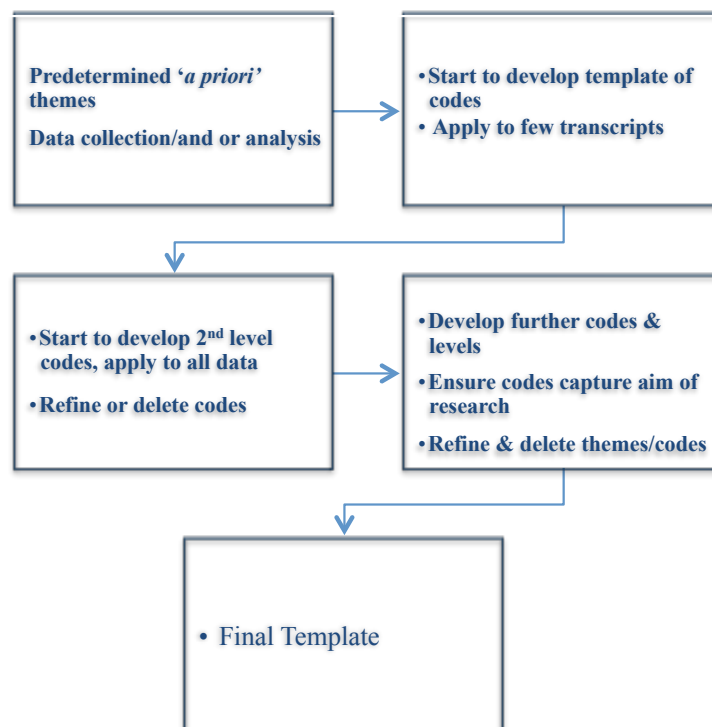 Predetermined ‘a priori’
themes
Data collection/and or analysis
•Start to develop template of
codes
• Apply to few transcripts
•Start to develop 2nd level
codes, apply to all data
•Refine or delete codes
•Develop further codes &
levels
•Ensure codes capture aim of
research
•Refine & delete themes/codes
• Final Template